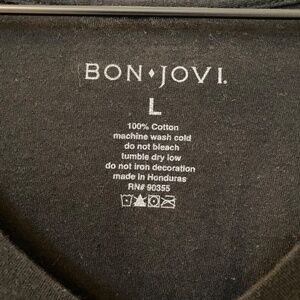 BON♦JOVI.
L
100% Cotton
machine wash cold
do not bleach
tumble dry low
do not iron decoration
made in Honduras
RN# 90355